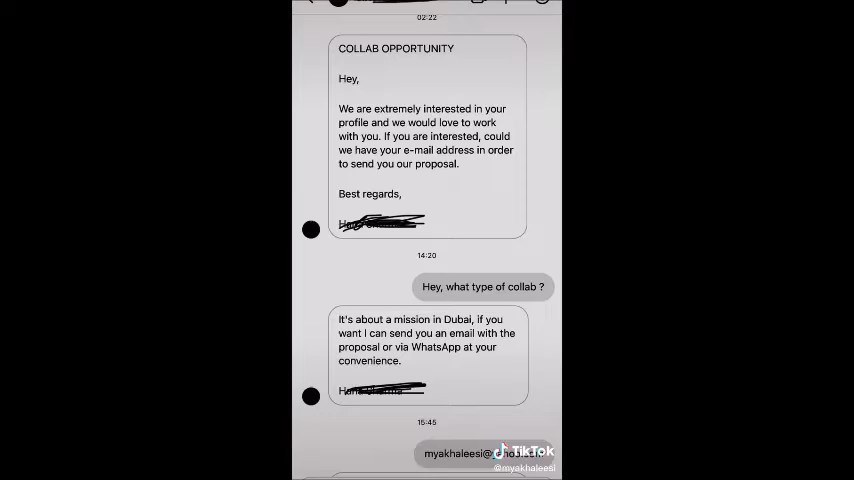 02:22
COLLAB OPPORTUNITY
Hey,
We are extremely interested in your
profile and we would love to work
with you. If you are interested, could
we have your e-mail address in order
to send you our proposal.
Best regards,
14:20
Hey, what type of collab ?
It's about a mission in Dubai, if you
want I can send you an email with the
proposal or via WhatsApp at your
convenience.
15:45
myakhaleesi@
TikTok
@myakhaleesi